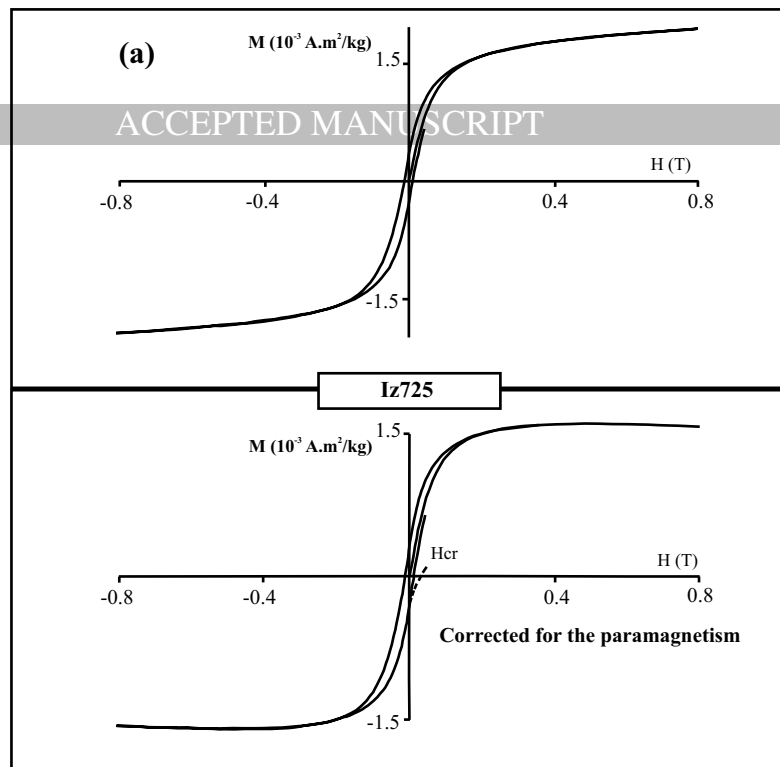 (a)
M (10⁻³ A.m²/kg)
1.5
ACCEPTED MANUSCRIPT
H (T)
-0.8
-0.4
0.4
0.8
-1.5
Iz725
M (10⁻³ A.m²/kg)
1.5
Hcr
H (T)
-0.8
-0.4
0.4
0.8
Corrected for the paramagnetism
-1.5